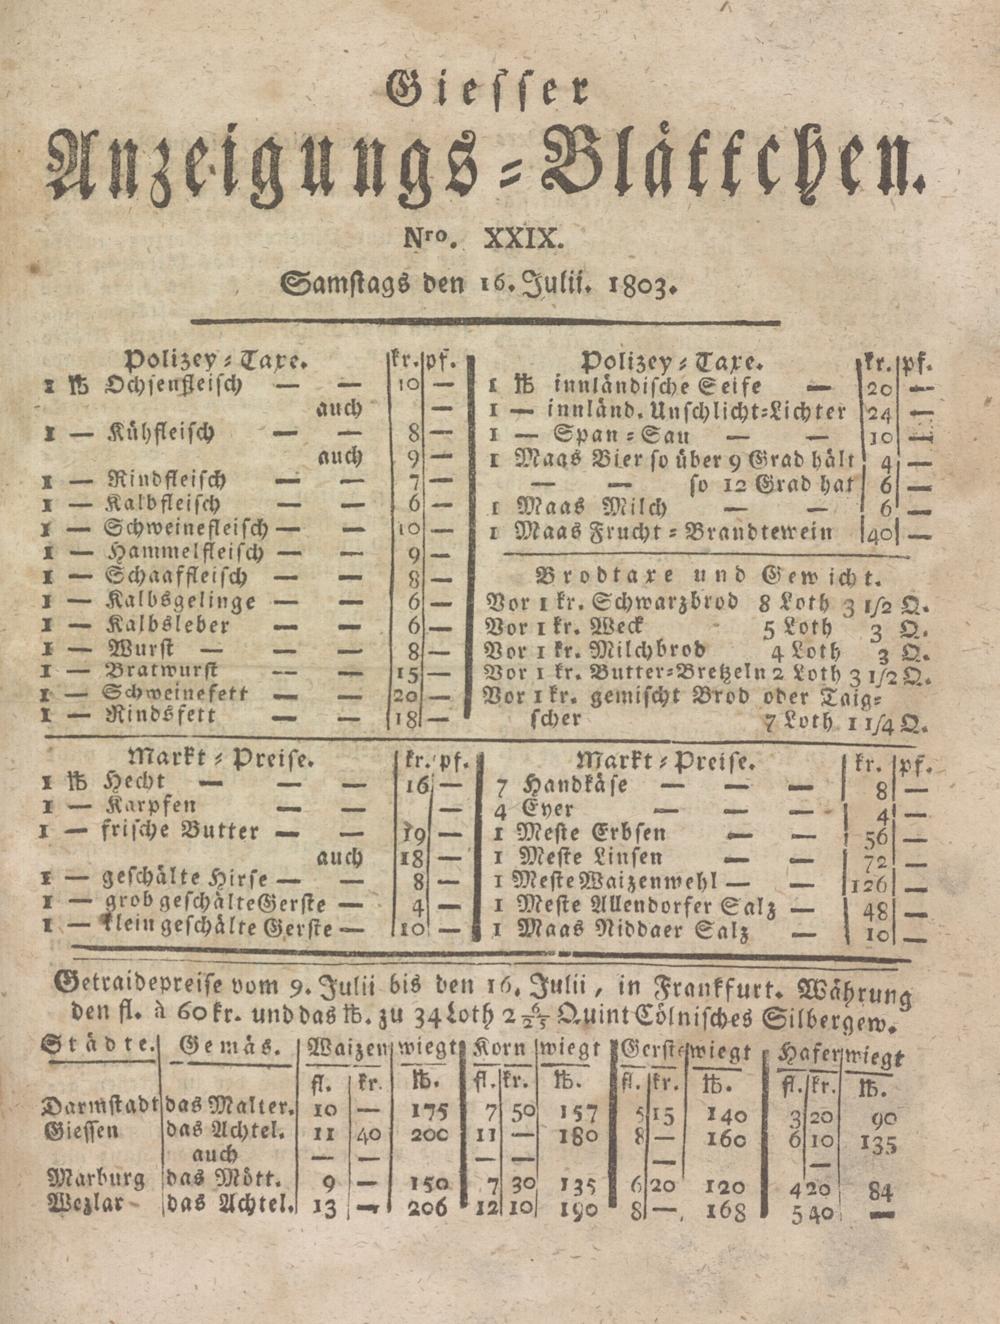 Giesser
Anzeigungs-Blättchen.
Nro. XXIX.
Samstags den 16. Julii. 1803.
Polizey-Taxe. kr. pf.
1 ℔ Ochsenfleisch — — 10 —
auch —
1 — Kühfleisch — — 8 —
auch 9 —
1 — Rindfleisch — — 7 —
1 — Kalbfleisch — — 6 —
1 — Schweinefleisch — — 10 —
1 — Hammelfleisch — — 9 —
1 — Schaaffleisch — — 8 —
1 — Kalbsgelinge — — 6 —
1 — Kalbsleber — — 6 —
1 — Wurst — — — 8 —
1 — Bratwurst — — 15 —
1 — Schweinefett — — 20 —
1 — Rindsfett — — 18 —
Polizey-Taxe. kr. pf.
1 ℔ innländische Seife — 20 —
1 — innländ. Unschlicht-Lichter 24 —
1 — Span-Sau — — 10 —
1 Maas Bier so über 9 Grad hält 4 —
— — so 12 Grad hat 6 —
1 Maas Milch — — 6 —
1 Maas Frucht-Brandtewein 40 —
Brodtaxe und Gewicht.
Vor 1 kr. Schwarzbrod 8 Loth 3 1/2 Q.
Vor 1 kr. Weck 5 Loth 3 Q.
Vor 1 kr. Milchbrod 4 Loth 3 Q.
Vor 1 kr. Butter-Bretzeln 2 Loth 3 1/2 Q.
Vor 1 kr. gemischt Brod oder Taig-
scher 7 Loth 1 1/4 Q.
Markt-Preise. kr. pf.
1 ℔ Hecht — — — 16 —
1 — Karpfen — — —
1 — frische Butter — — 19 —
auch 18 —
1 — geschälte Hirse — — 8 —
1 — grob geschälte Gerste — 4 —
1 — klein geschälte Gerste — 10 —
Markt-Preise. kr. pf.
7 Handkäse — — — 8 —
4 Eyer — — — 4 —
1 Meste Erbsen — — 56 —
1 Meste Linsen — — 72 —
1 Meste Waizenmehl — — 126 —
1 Meste Allendorfer Salz — 48 —
1 Maas Niddaer Salz — 10 —
Getraidepreise vom 9. Julii bis den 16. Julii, in Frankfurt. Währung
den fl. à 60 kr. und das ℔. zu 34 Loth 2 6/25 Quint Cölnisches Silbergew.
Städte. Gemäs. Waizen wiegt Korn wiegt Gerste wiegt Hafer wiegt
fl. kr. ℔. fl. kr. ℔. fl. kr. ℔. fl. kr. ℔.
Darmstadt das Malter. 10 — 175 7 50 157 5 15 140 3 20 90
Giessen das Achtel. 11 40 200 11 — 180 8 — 160 6 10 135
auch — — — — — —
Marburg das Mött. 9 — 150 7 30 135 6 20 120 4 20 84
Wezlar das Achtel. 13 — 206 12 10 190 8 — 168 5 40 —